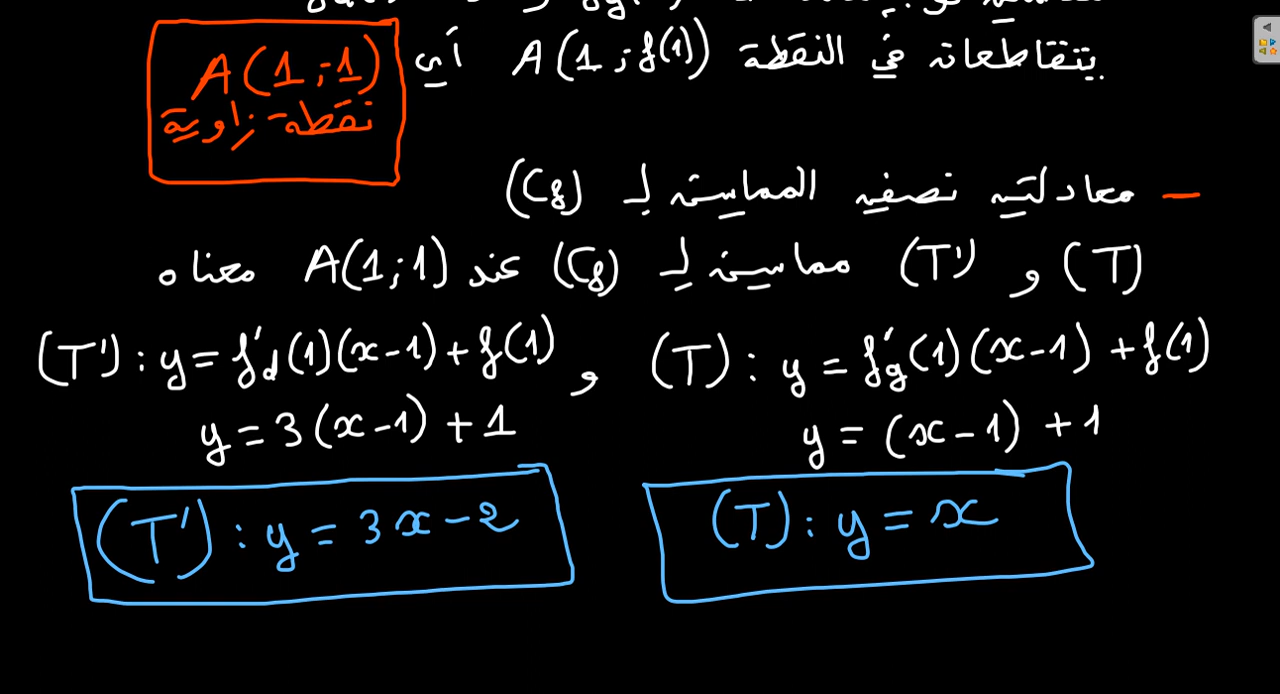 يتقاطعان في النقطة A(1 ; f(1)) أي
A(1 ; 1)
نقطة زاوية
– معادلتي نصفي المماسين لـ (Cf)
(T) و (T') مماسين لـ (Cf) عند A(1 ; 1) معناه
(T) : y = f'g(1)(x-1) + f(1) و (T') : y = f'd(1)(x-1) + f(1)
y = (x-1) + 1
y = 3(x-1) + 1
(T) : y = x
(T') : y = 3x - 2